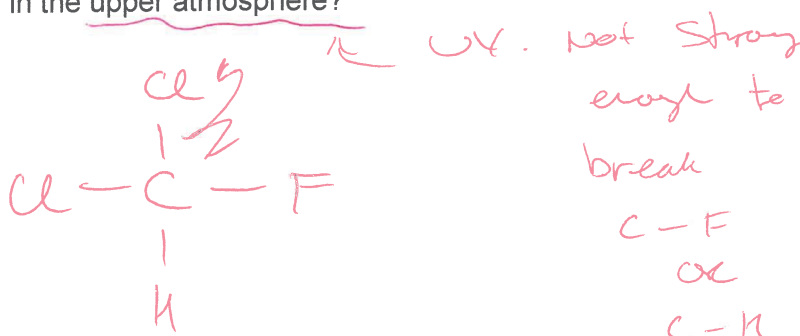 in the upper atmosphere?
UV. Not strong
enough to
break
C – F
or
C – H
Cl
Cl – C – F
H